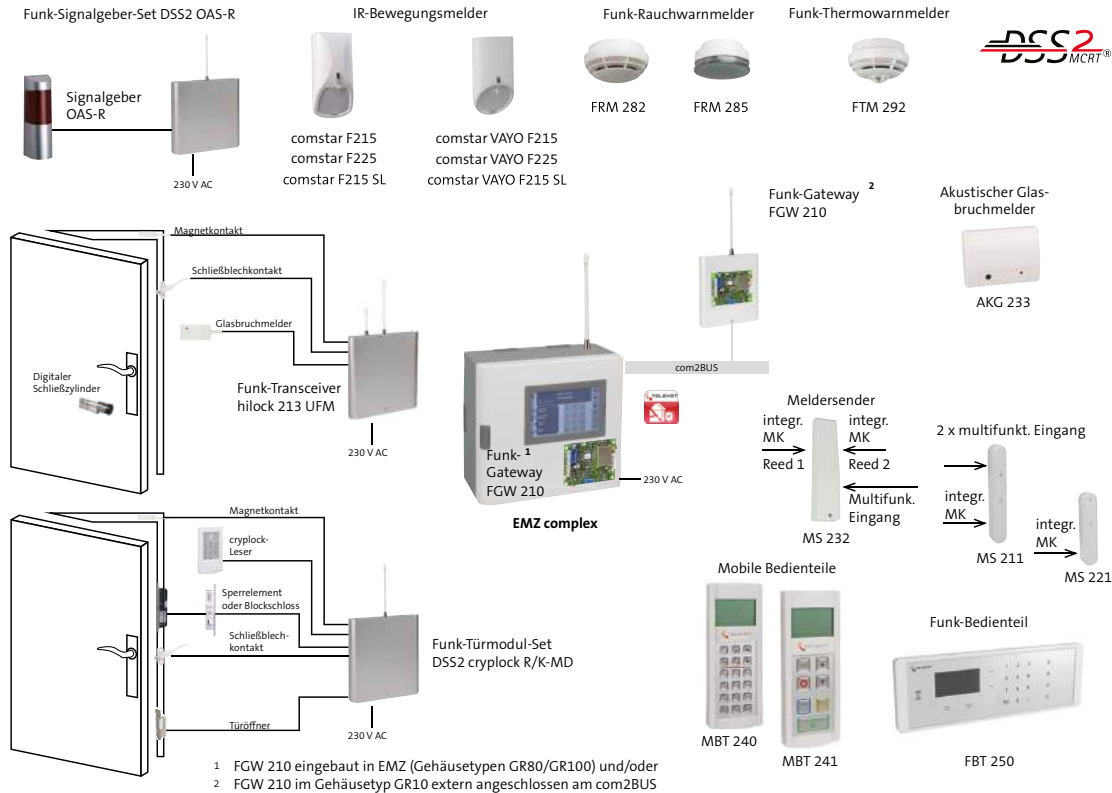 Funk-Signalgeber-Set DSS2 OAS-R
IR-Bewegungsmelder
Funk-Rauchwarnmelder
Funk-Thermowarnmelder
DSS2
MCRT®
Signalgeber
OAS-R
230 V AC
comstar F215
comstar F225
comstar F215 SL
comstar VAYO F215
comstar VAYO F225
comstar VAYO F215 SL
FRM 282
FRM 285
FTM 292
Magnetkontakt
Schließblechkontakt
Glasbruchmelder
Digitaler
Schließzylinder
Funk-Transceiver
hilock 213 UFM
230 V AC
Funk-Gateway 2
FGW 210
com2BUS
TELENOT
Funk- 1
Gateway
FGW 210
230 V AC
EMZ complex
Akustischer Glas-
bruchmelder
AKG 233
Meldersender
integr.
MK
Reed 1
integr.
MK
Reed 2
Multifunk.
Eingang
MS 232
2 x multifunkt. Eingang
integr.
MK
MS 211
integr.
MK
MS 221
Magnetkontakt
cryplock-
Leser
Sperrelement
oder Blockschloss
Schließblech-
kontakt
Türöffner
Funk-Türmodul-Set
DSS2 cryplock R/K-MD
230 V AC
Mobile Bedienteile
MBT 240
MBT 241
Funk-Bedienteil
FBT 250
1 FGW 210 eingebaut in EMZ (Gehäusetypen GR80/GR100) und/oder
2 FGW 210 im Gehäusetyp GR10 extern angeschlossen am com2BUS